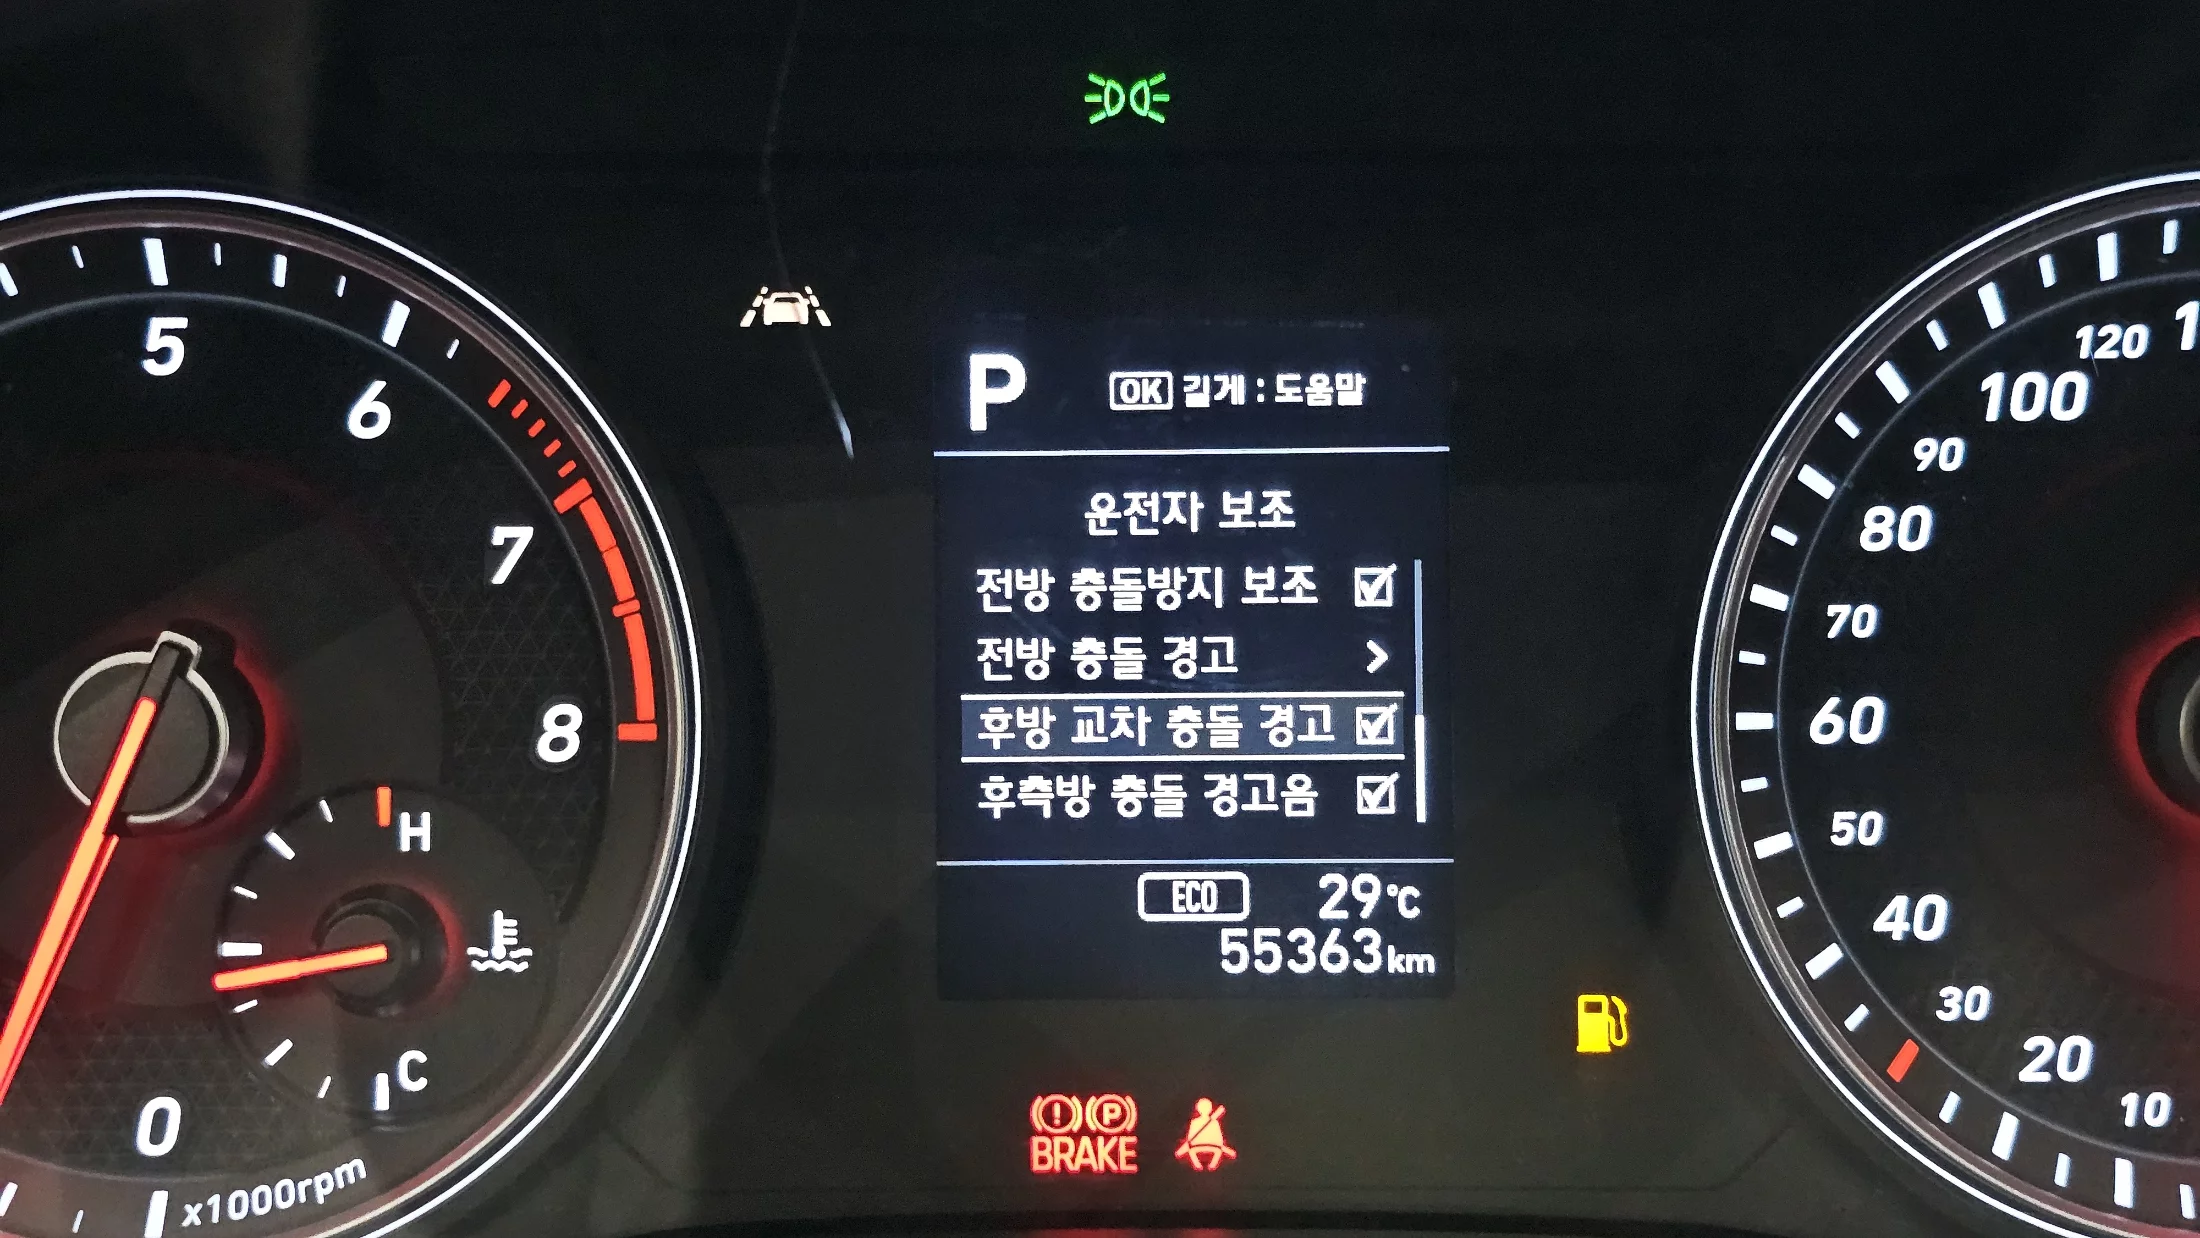 P
OK 길게 : 도움말
운전자 보조
전방 충돌방지 보조
전방 충돌 경고
후방 교차 충돌 경고
후측방 충돌 경고음
ECO 29℃
55363km
5
6
7
8
0
x1000rpm
H
C
120
100
90
80
70
60
50
40
30
20
10
P
BRAKE